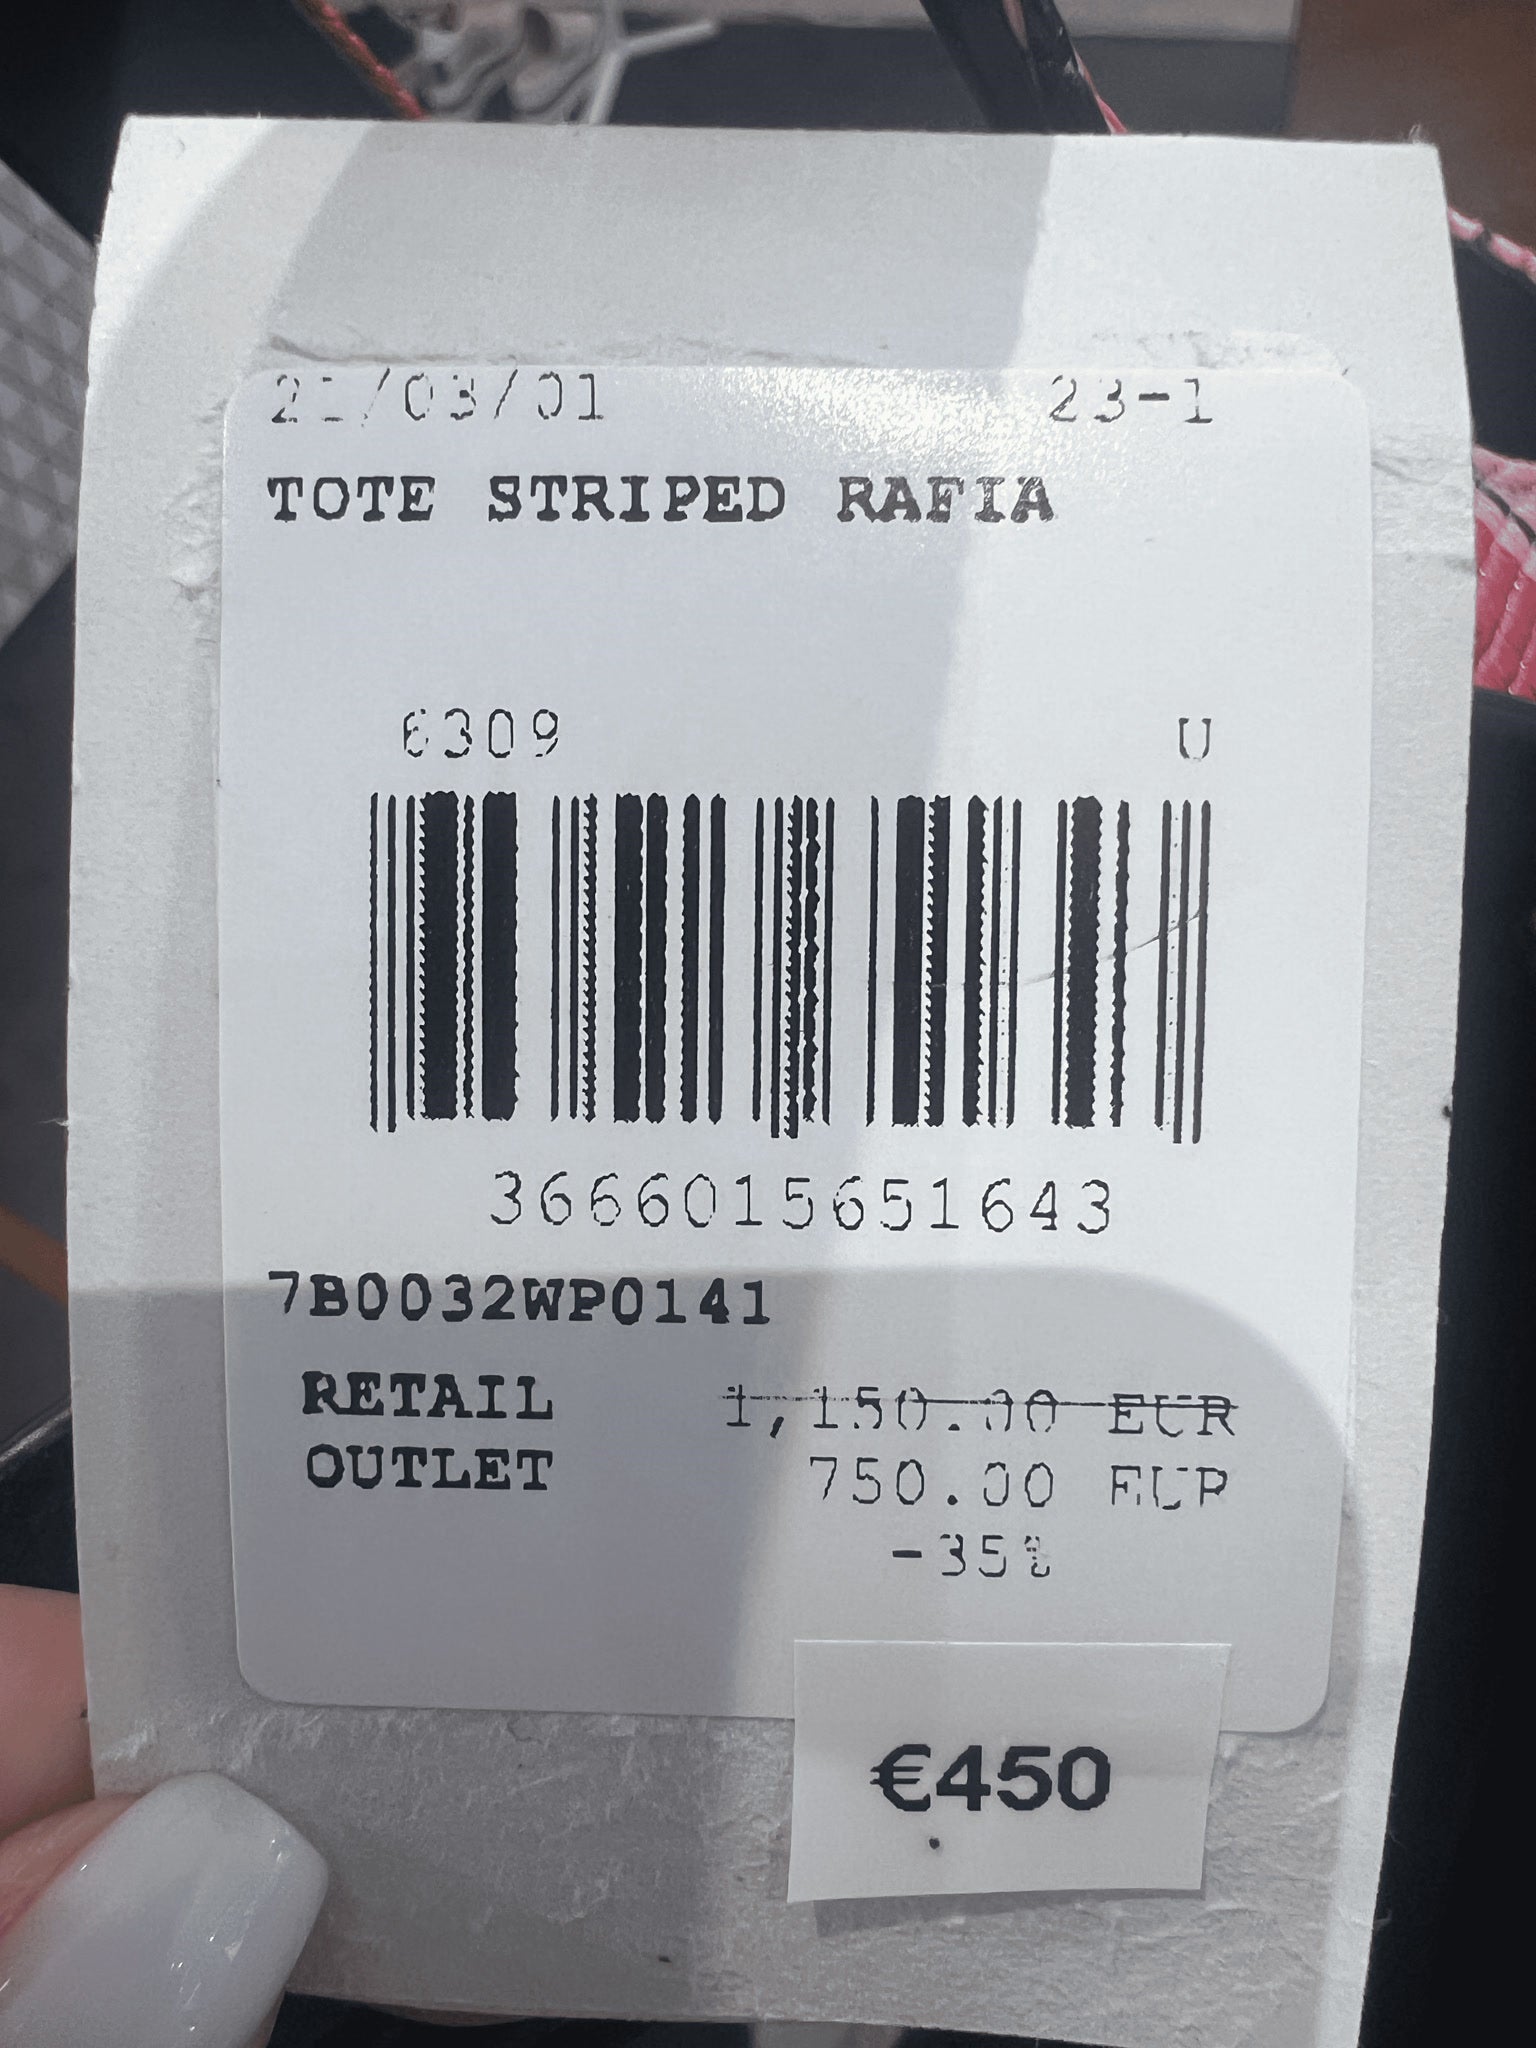 21/03/01 23-1
TOTE STRIPED RAFIA
6309 U
3666015651643
7B0032WP0141
RETAIL 1,150.00 EUR
OUTLET 750.00 EUR
-35%
€450